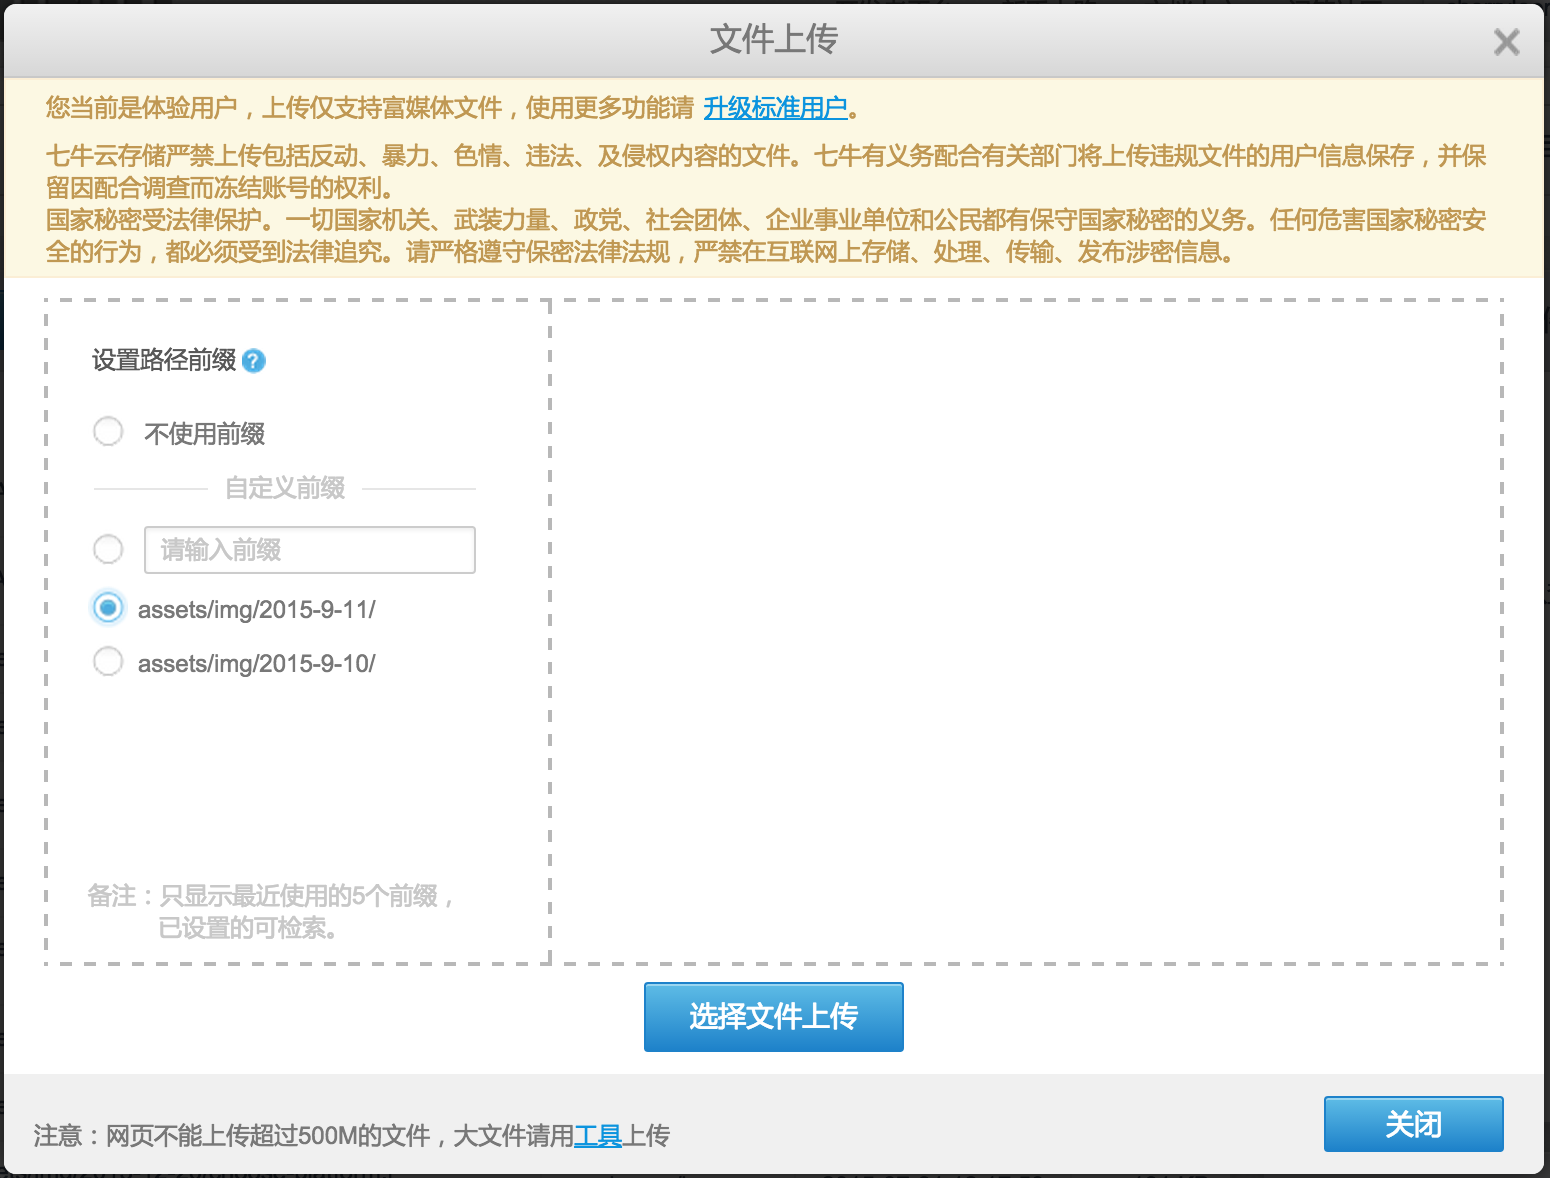 文件上传
您当前是体验用户，上传仅支持富媒体文件，使用更多功能请 升级标准用户。
七牛云存储严禁上传包括反动、暴力、色情、违法、及侵权内容的文件。七牛有义务配合有关部门将上传违规文件的用户信息保存，并保
留因配合调查而冻结账号的权利。
国家秘密受法律保护。一切国家机关、武装力量、政党、社会团体、企业事业单位和公民都有保守国家秘密的义务。任何危害国家秘密安
全的行为，都必须受到法律追究。请严格遵守保密法律法规，严禁在互联网上存储、处理、传输、发布涉密信息。
设置路径前缀 ?
不使用前缀
自定义前缀
请输入前缀
assets/img/2015-9-11/
assets/img/2015-9-10/
备注：只显示最近使用的5个前缀，
已设置的可检索。
选择文件上传
注意：网页不能上传超过500M的文件，大文件请用工具上传
关闭